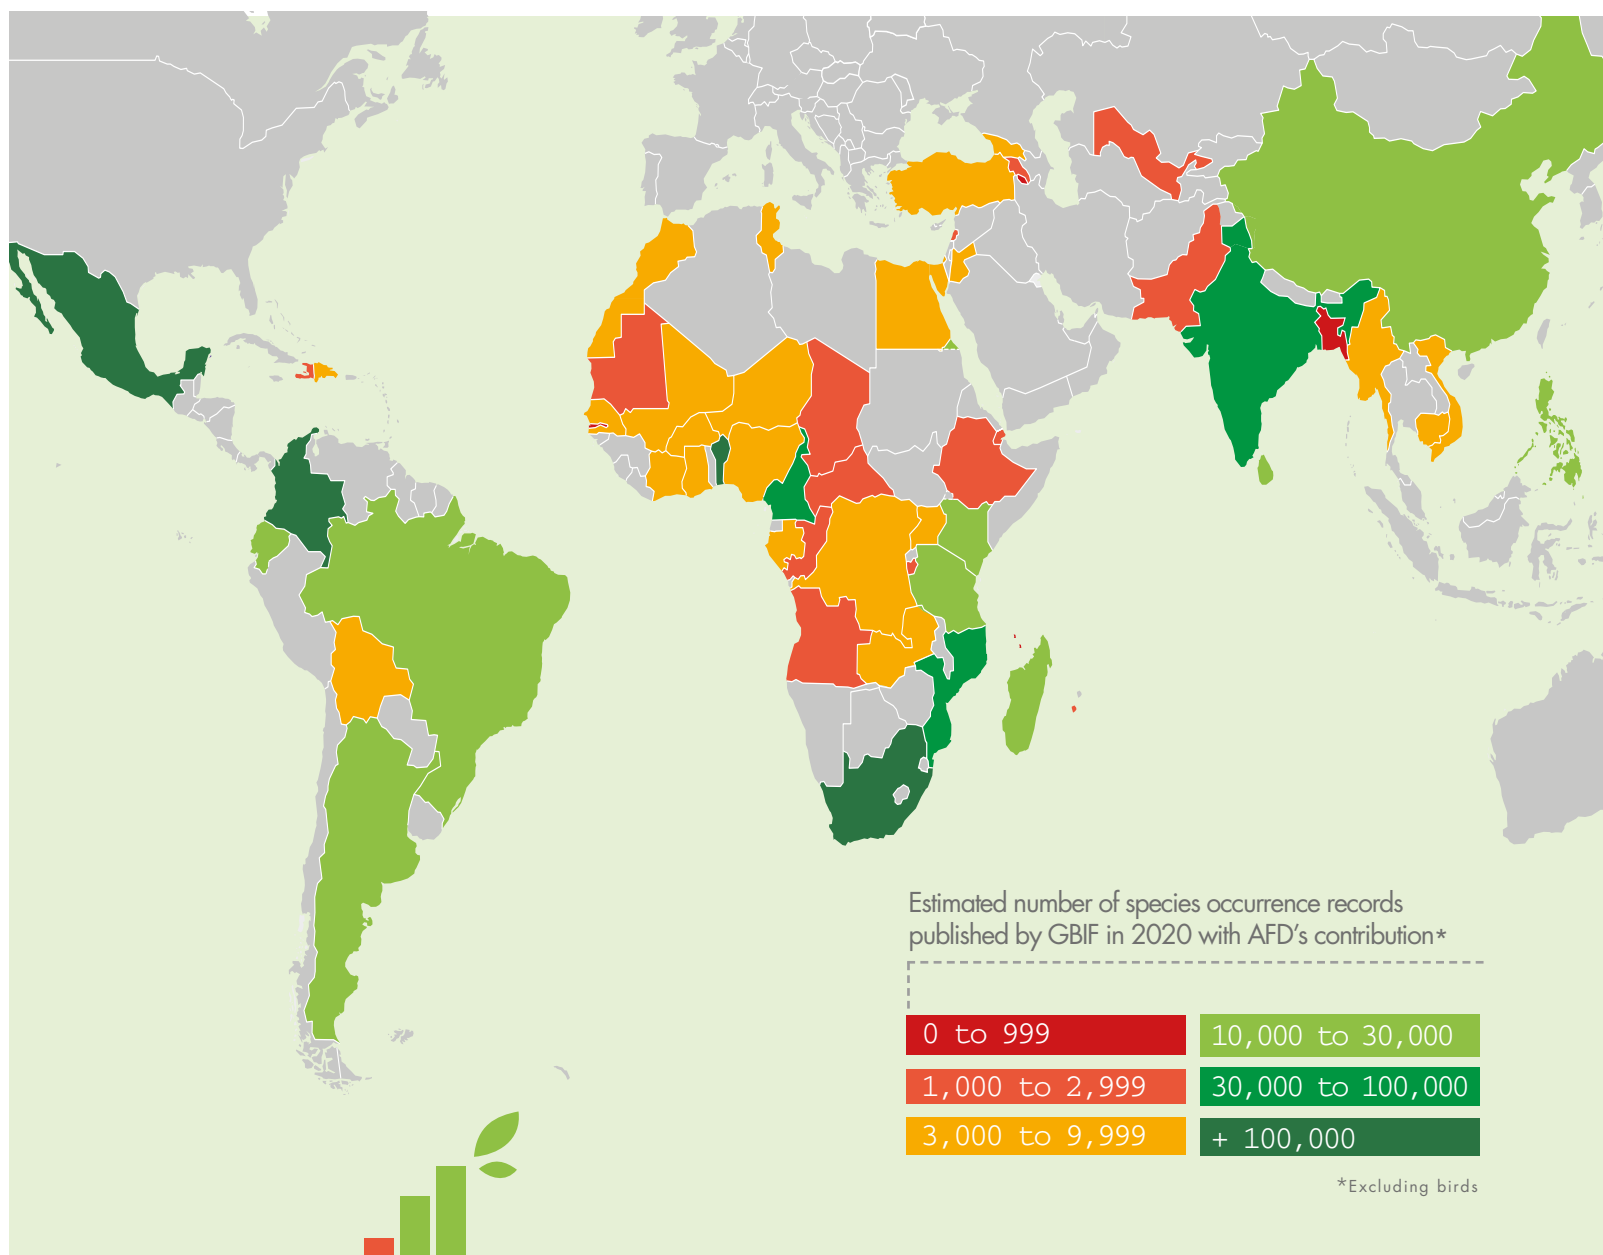 Estimated number of species occurrence records
published by GBIF in 2020 with AFD's contribution*
0 to 999
10,000 to 30,000
1,000 to 2,999
30,000 to 100,000
3,000 to 9,999
+ 100,000
*Excluding birds